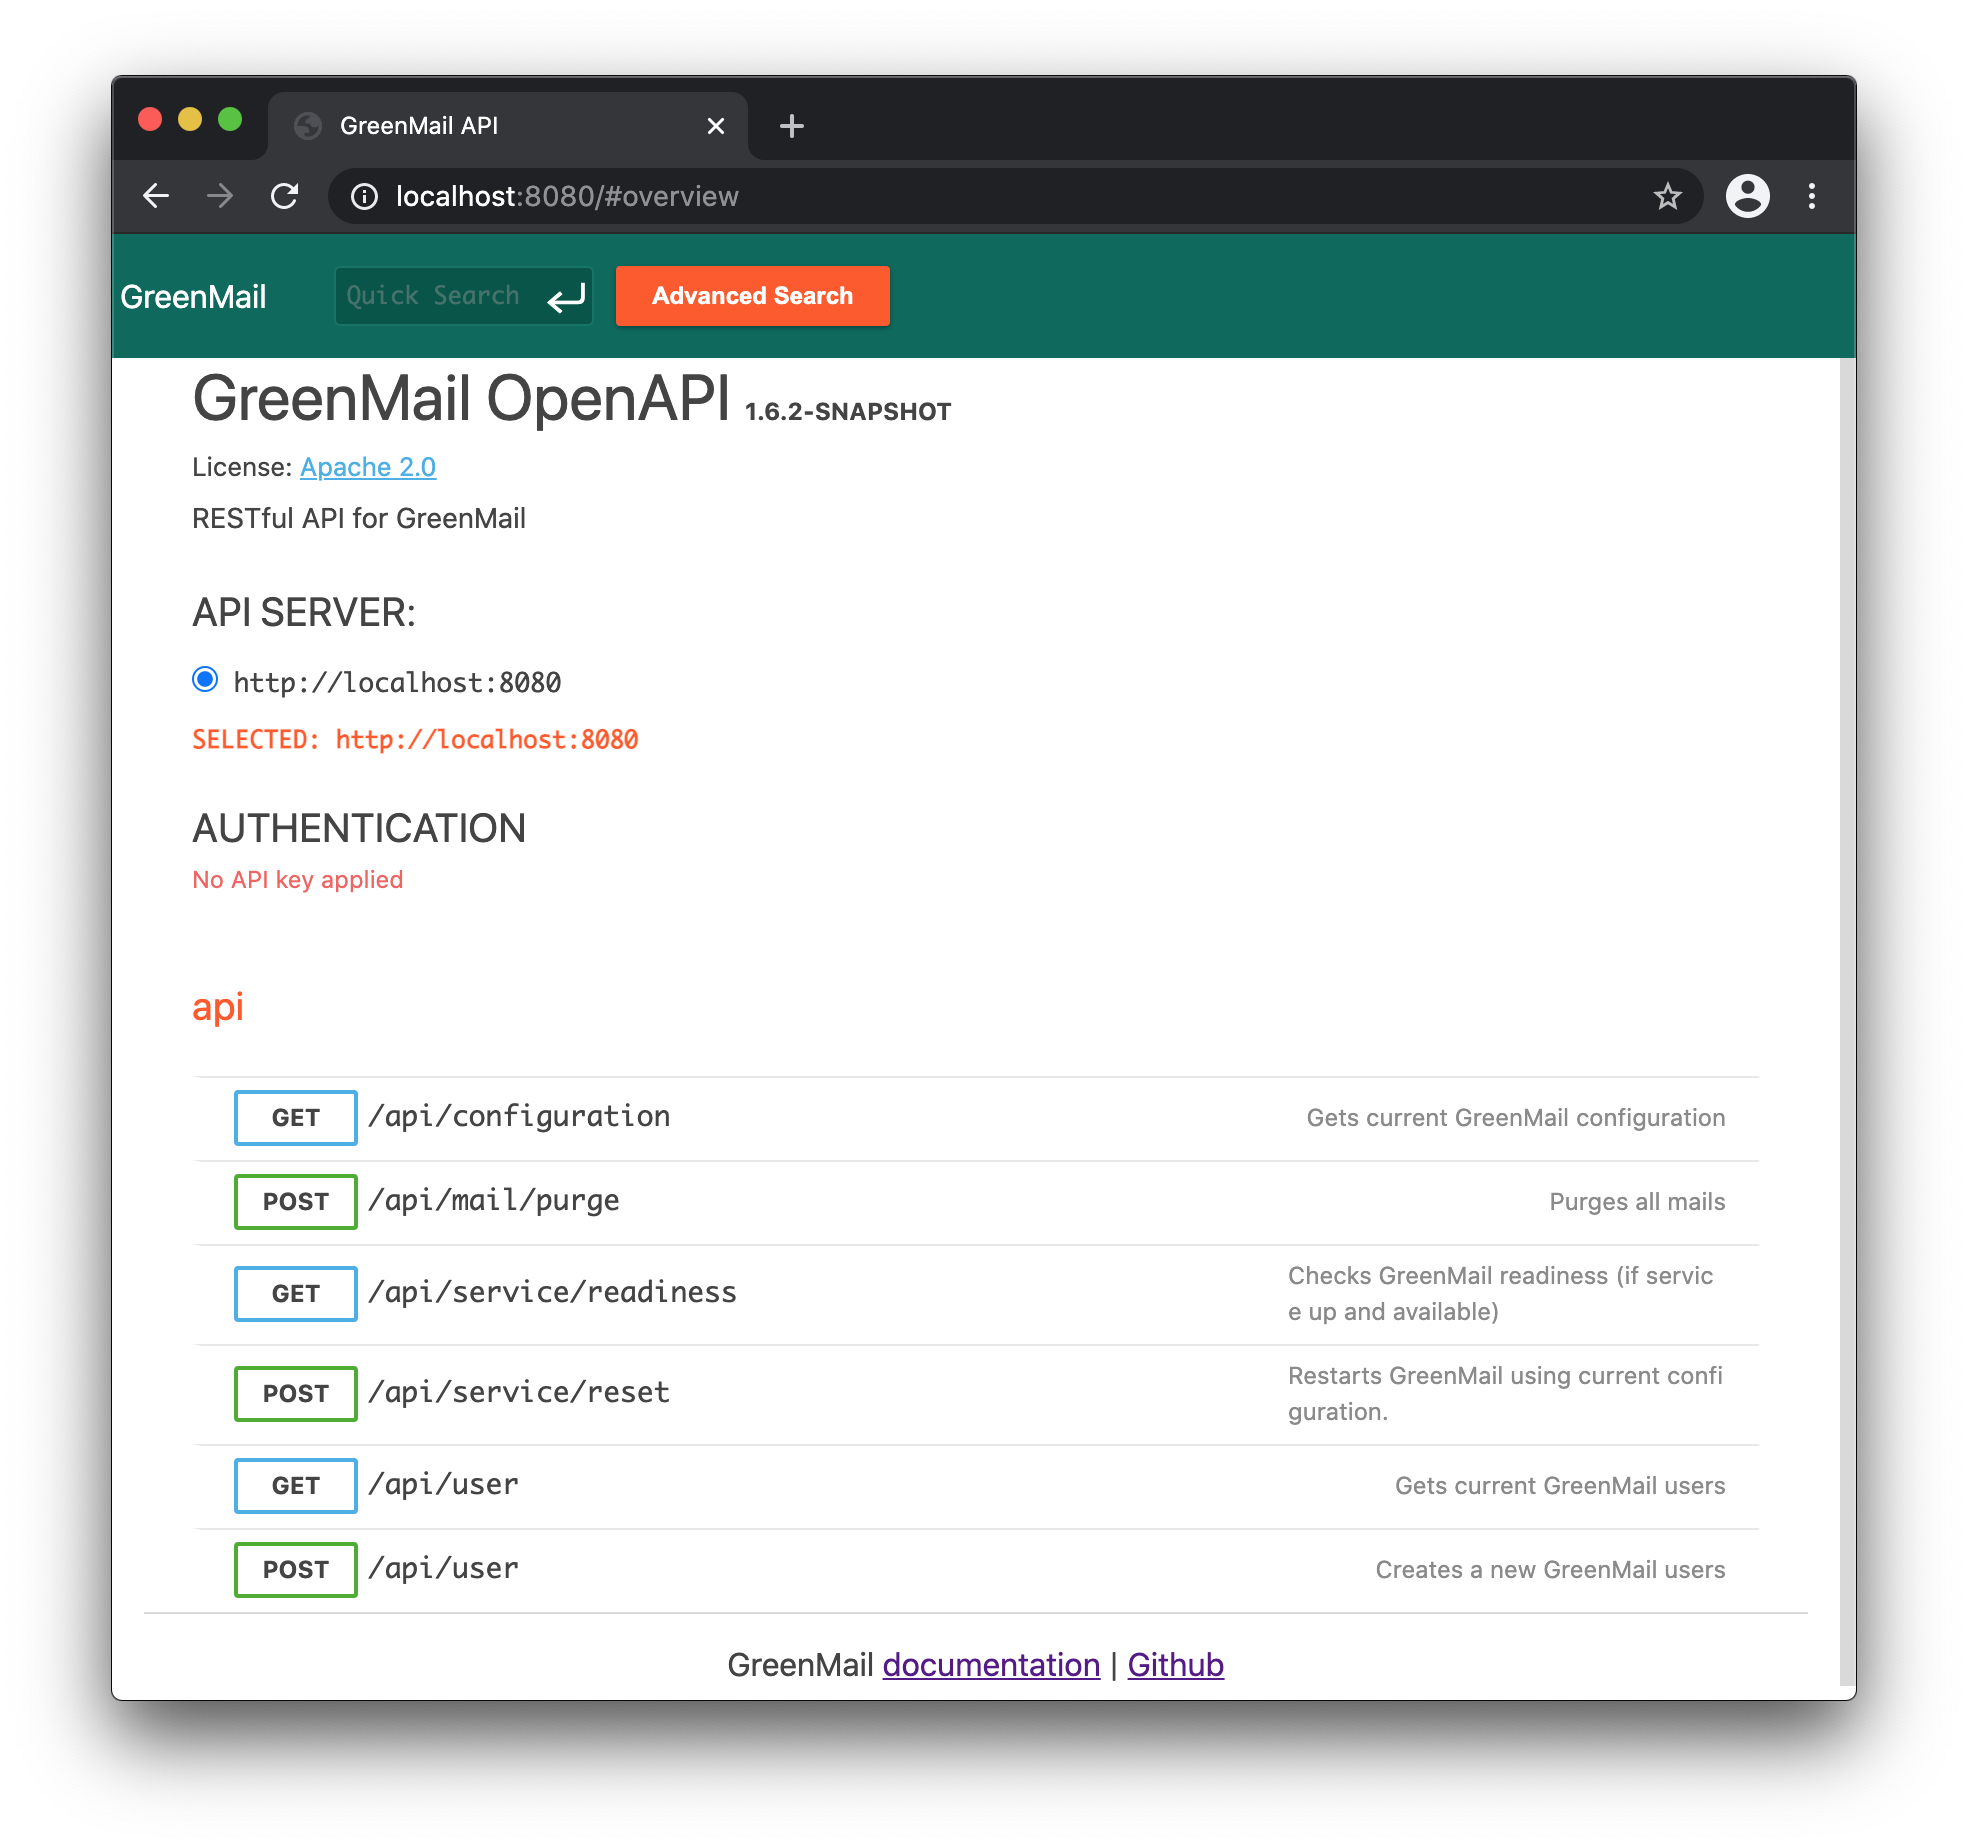 GreenMail API
localhost:8080/#overview
GreenMail
Quick Search
Advanced Search
GreenMail OpenAPI 1.6.2-SNAPSHOT
License: Apache 2.0
RESTful API for GreenMail
API SERVER:
http://localhost:8080
SELECTED: http://localhost:8080
AUTHENTICATION
No API key applied
api
GET /api/configuration Gets current GreenMail configuration
POST /api/mail/purge Purges all mails
GET /api/service/readiness Checks GreenMail readiness (if servic
e up and available)
POST /api/service/reset Restarts GreenMail using current confi
guration.
GET /api/user Gets current GreenMail users
POST /api/user Creates a new GreenMail users
GreenMail documentation | Github